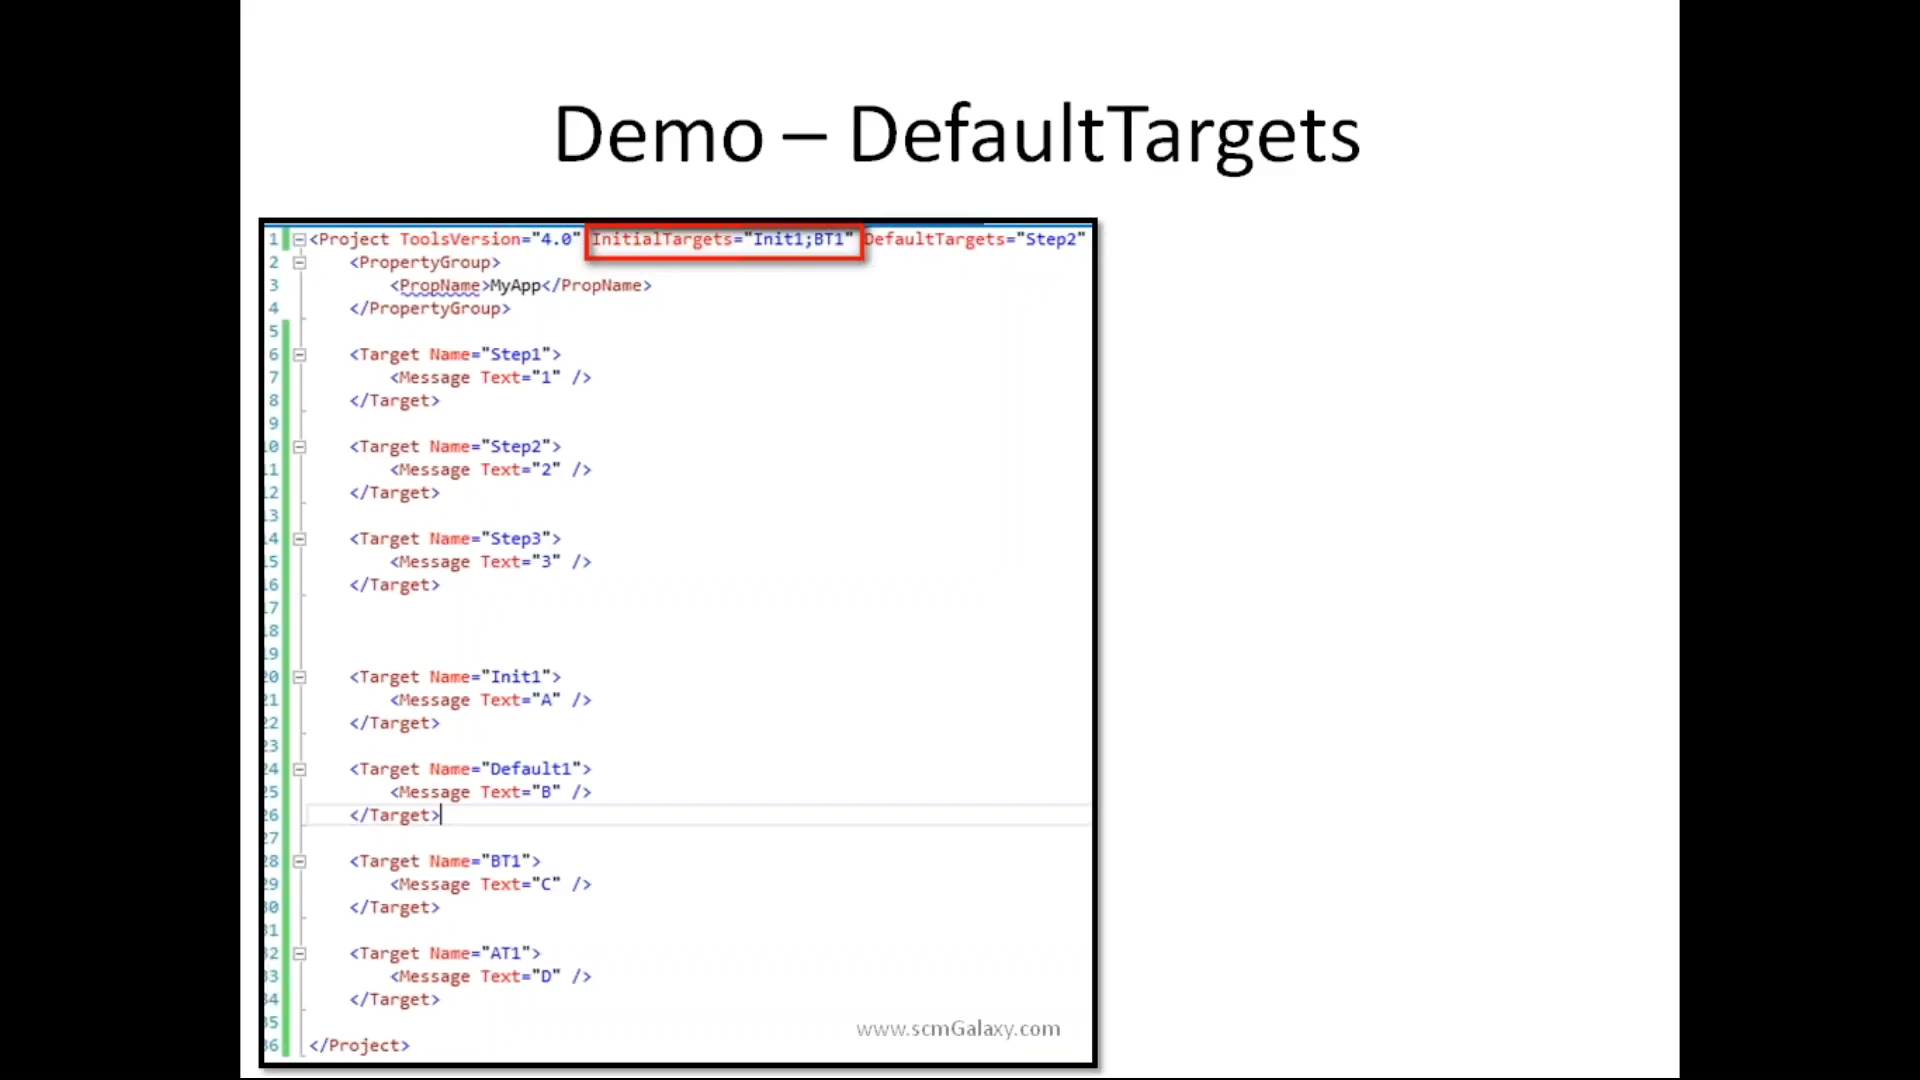 Demo – DefaultTargets
1 <Project ToolsVersion="4.0" InitialTargets="Init1;BT1" DefaultTargets="Step2"
2 <PropertyGroup>
3 <PropName>MyApp</PropName>
4 </PropertyGroup>
5
6 <Target Name="Step1">
7 <Message Text="1" />
8 </Target>
9
10 <Target Name="Step2">
11 <Message Text="2" />
12 </Target>
13
14 <Target Name="Step3">
15 <Message Text="3" />
16 </Target>
17
18
19
20 <Target Name="Init1">
21 <Message Text="A" />
22 </Target>
23
24 <Target Name="Default1">
25 <Message Text="B" />
26 </Target>
27
28 <Target Name="BT1">
29 <Message Text="C" />
30 </Target>
31
32 <Target Name="AT1">
33 <Message Text="D" />
34 </Target>
35
www.scmGalaxy.com
36 </Project>